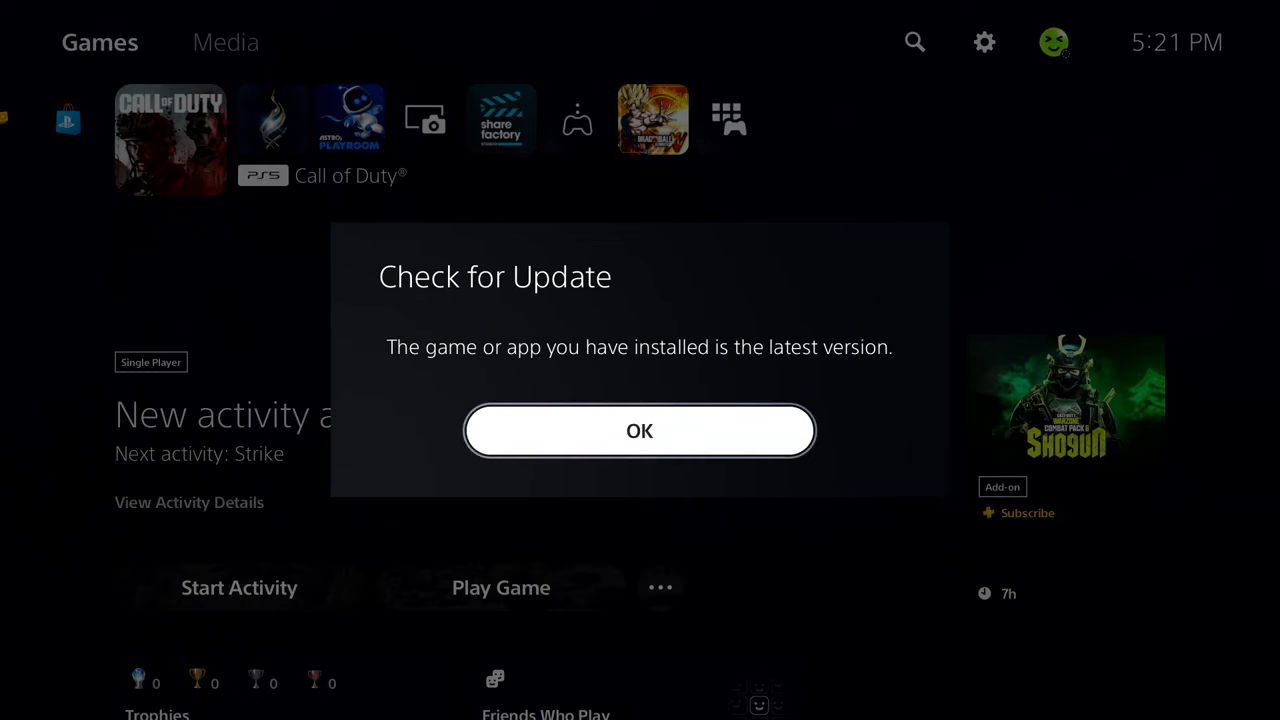 Games
Media
5:21 PM
CALL OF DUTY
ASTRO's
PLAYROOM
share
factory
STUDIO
DRAGON BALL
PS5
Call of Duty®
Check for Update
The game or app you have installed is the latest version.
OK
Single Player
New activity a
Next activity: Strike
View Activity Details
CALL OF DUTY
WARZONE
COMBAT PACK 6
SHOGUN
Add-on
Subscribe
Start Activity
Play Game
7h
0
0
0
0
Trophies
Friends Who Play